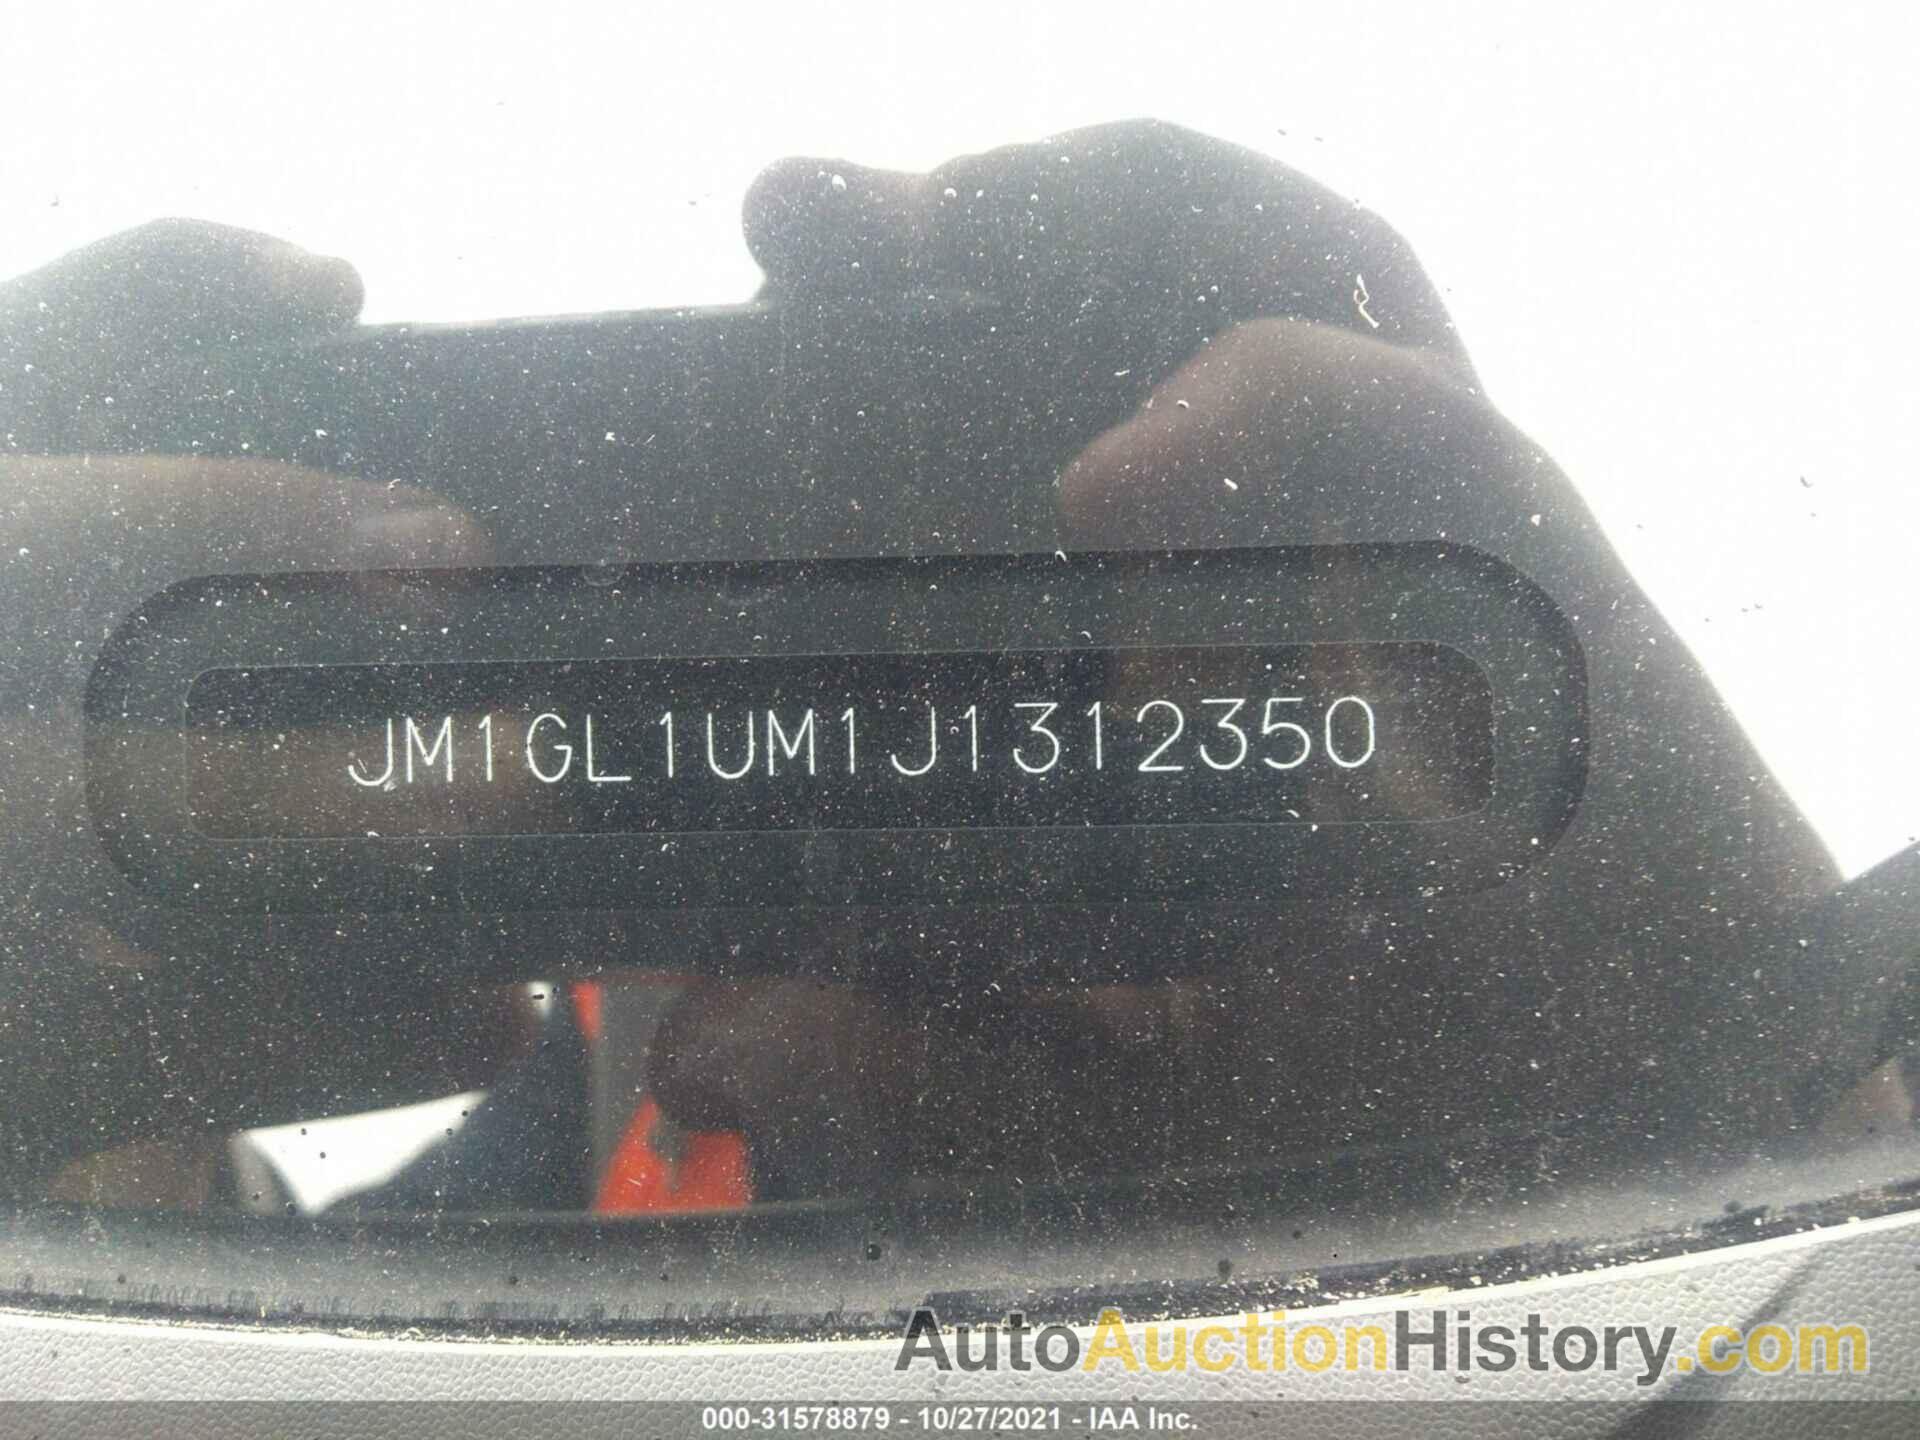 JM1GL1UM1J1312350
AutoAuctionHistory.com
000-31578879 - 10/27/2021 - IAA Inc.